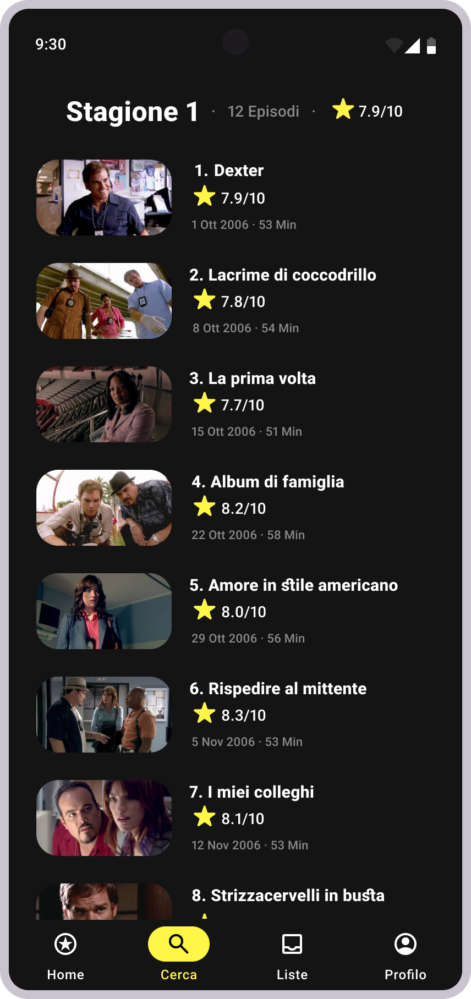 9:30
Stagione 1 · 12 Episodi · 7.9/10
1. Dexter
7.9/10
1 Ott 2006 · 53 Min
2. Lacrime di coccodrillo
7.8/10
8 Ott 2006 · 54 Min
3. La prima volta
7.7/10
15 Ott 2006 · 51 Min
4. Album di famiglia
8.2/10
22 Ott 2006 · 58 Min
5. Amore in stile americano
8.0/10
29 Ott 2006 · 56 Min
6. Rispedire al mittente
8.3/10
5 Nov 2006 · 53 Min
7. I miei colleghi
8.1/10
12 Nov 2006 · 53 Min
8. Strizzacervelli in busta
Home Cerca Liste Profilo